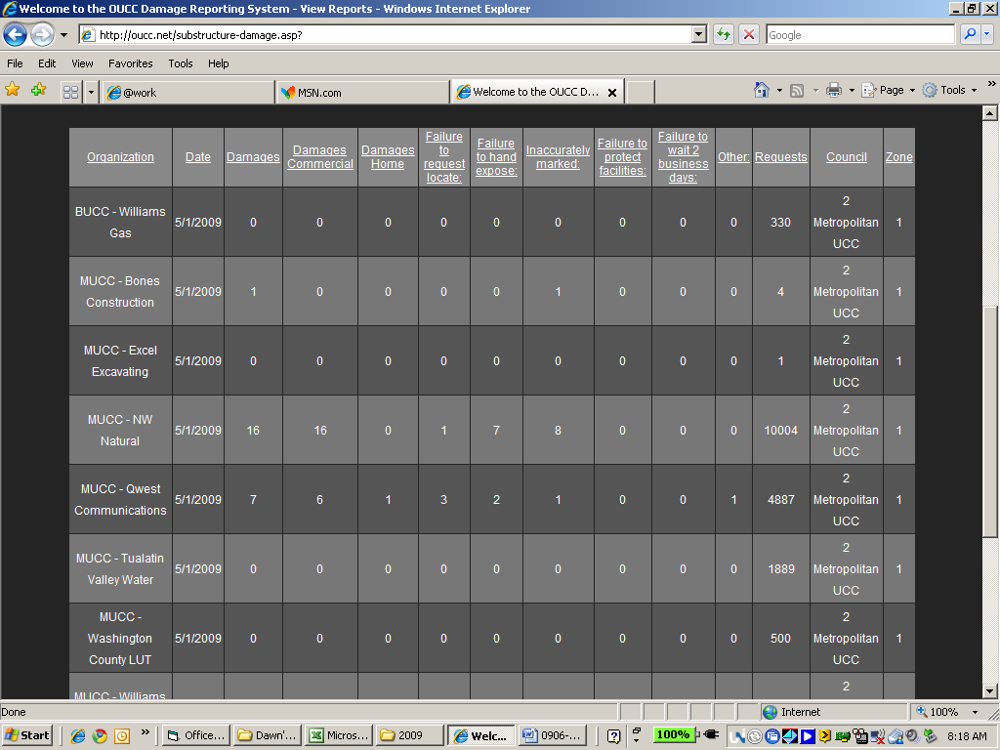 Welcome to the OUCC Damage Reporting System - View Reports - Windows Internet Explorer
http://oucc.net/substructure-damage.asp?
Google
File Edit View Favorites Tools Help
@work
MSN.com
Welcome to the OUCC D...
Page Tools
Organization Date Damages Damages Commercial Damages Home Failure to request locate: Failure to hand expose: Inaccurately marked: Failure to protect facilities: Failure to wait 2 business days: Other: Requests Council Zone
BUCC - Williams Gas 5/1/2009 0 0 0 0 0 0 0 0 0 330 2 Metropolitan UCC 1
MUCC - Bones Construction 5/1/2009 1 0 0 0 0 1 0 0 0 4 2 Metropolitan UCC 1
MUCC - Excel Excavating 5/1/2009 0 0 0 0 0 0 0 0 0 1 2 Metropolitan UCC 1
MUCC - NW Natural 5/1/2009 16 16 0 1 7 8 0 0 0 10004 2 Metropolitan UCC 1
MUCC - Qwest Communications 5/1/2009 7 6 1 3 2 1 0 0 1 4887 2 Metropolitan UCC 1
MUCC - Tualatin Valley Water 5/1/2009 0 0 0 0 0 0 0 0 0 1889 2 Metropolitan UCC 1
MUCC - Washington County LUT 5/1/2009 0 0 0 0 0 0 0 0 0 500 2 Metropolitan UCC 1
MUCC - Williams 2
Done Internet 100%
Start Office... Dawn'... Micros... 2009 Welc... 0906-... 100% 8:18 AM